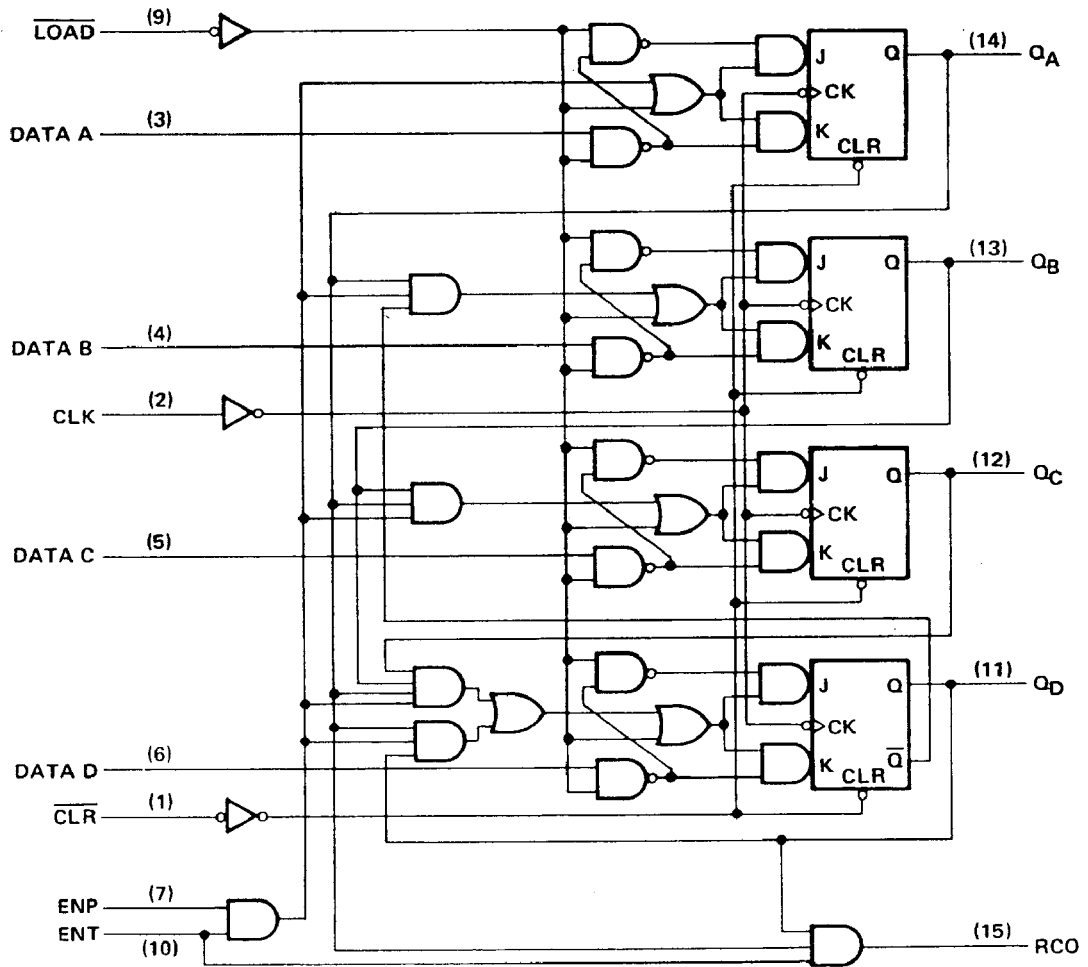 LOAD (9)
J Q (14) QA
CK
DATA A (3)
K
CLR
J Q (13) QB
CK
DATA B (4)
K
CLR
CLK (2)
J Q (12) QC
CK
DATA C (5)
K
CLR
J Q (11) QD
CK
DATA D (6)
K Q
CLR
CLR (1)
ENP (7)
ENT (10)
(15) RCO